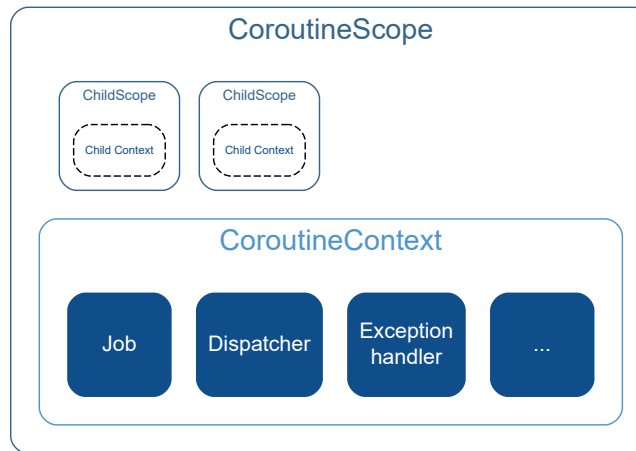 CoroutineScope
ChildScope
ChildScope
Child Context
Child Context
CoroutineContext
Job
Dispatcher
Exception
handler
...